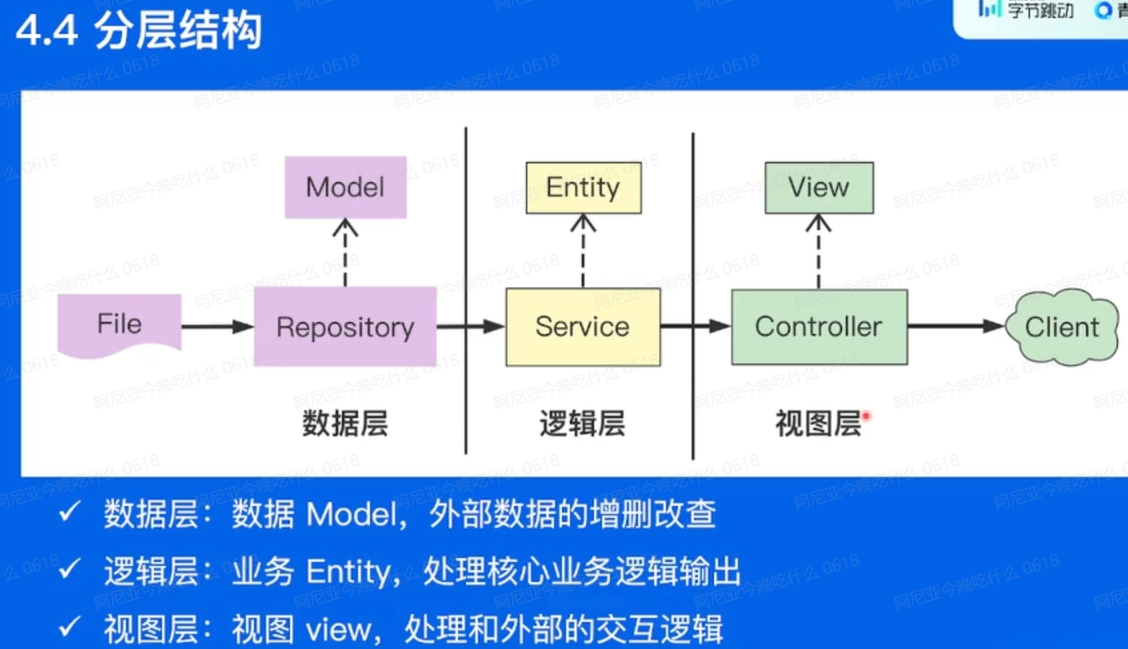 4.4 分层结构
字节跳动
Model
Entity
View
File
Repository
Service
Controller
Client
数据层
逻辑层
视图层
✓ 数据层：数据 Model，外部数据的增删改查
✓ 逻辑层：业务 Entity，处理核心业务逻辑输出
✓ 视图层：视图 view，处理和外部的交互逻辑
阿尼亚今晚吃什么 0618